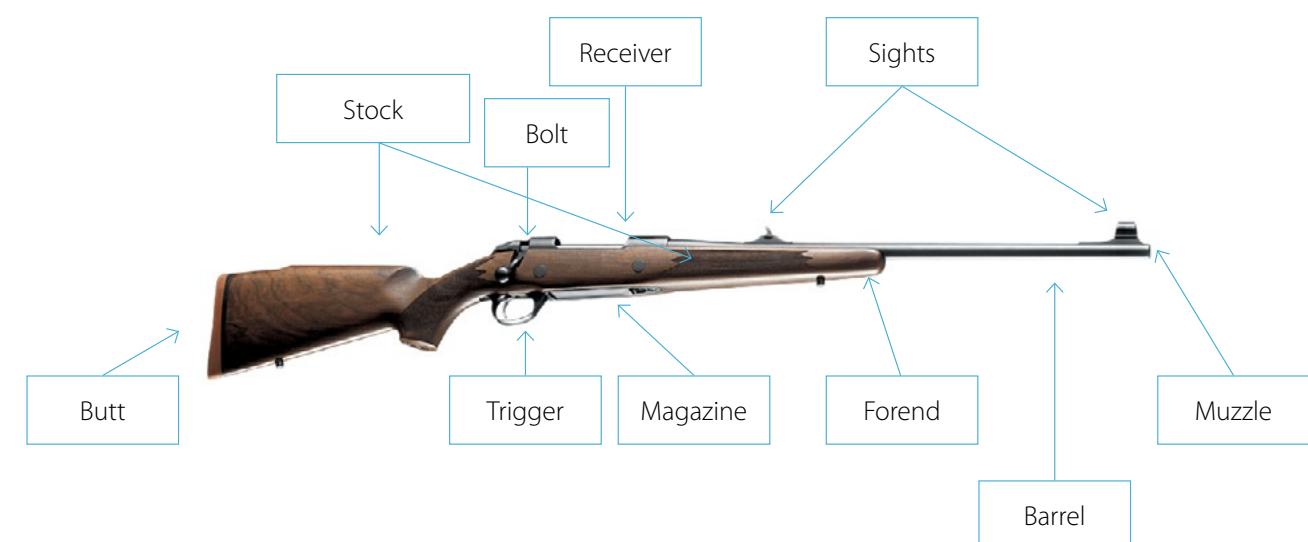 Receiver
Sights
Stock
Bolt
Butt
Trigger
Magazine
Forend
Muzzle
Barrel